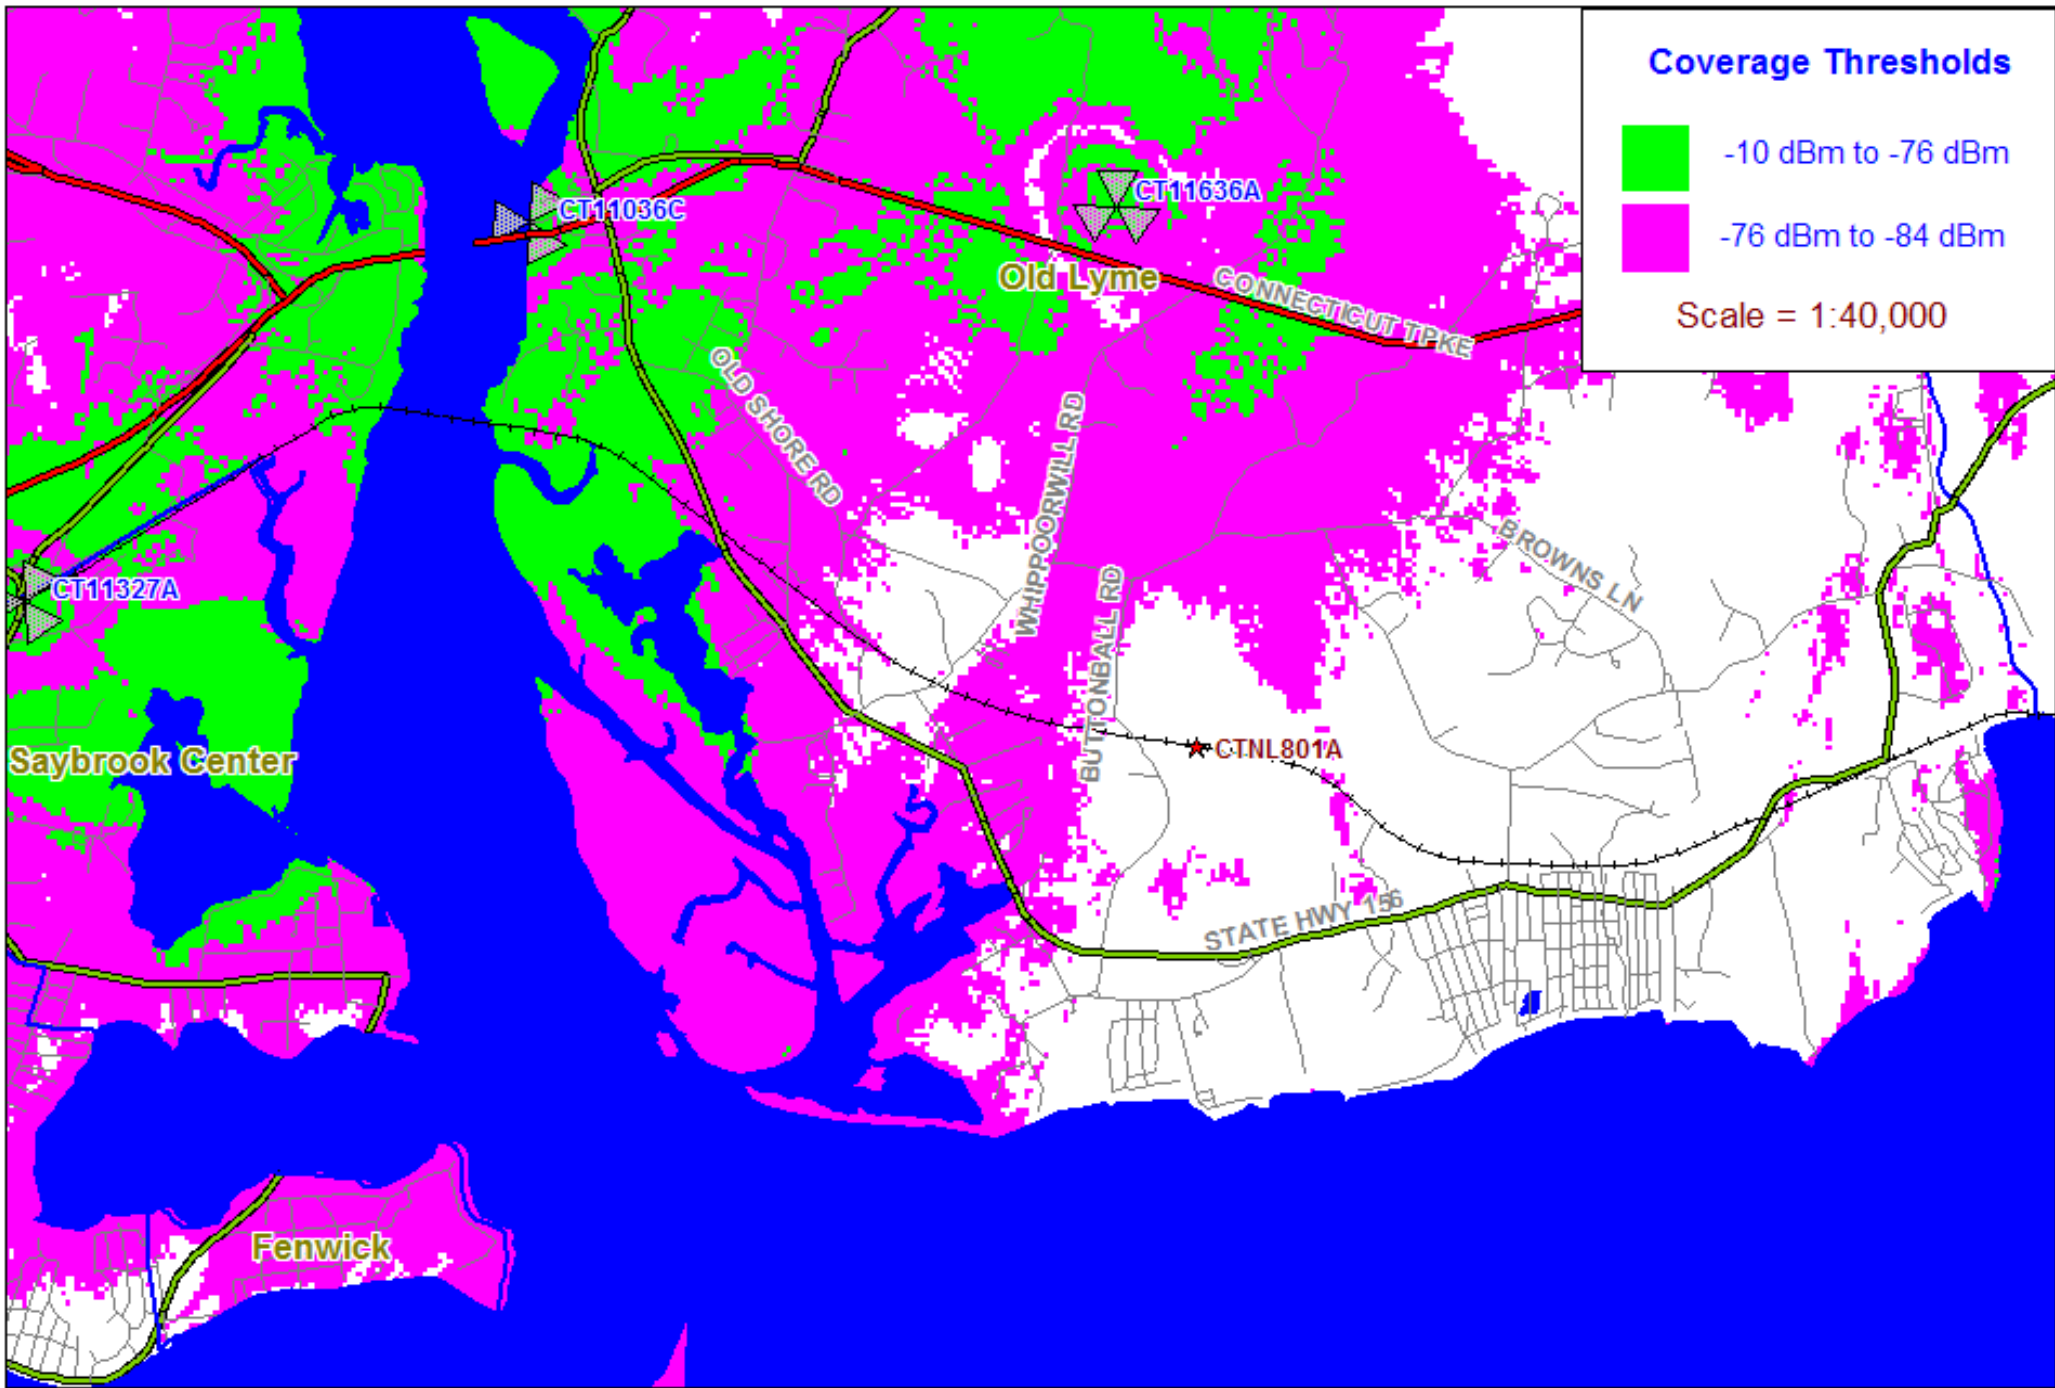 Coverage Thresholds
-10 dBm to -76 dBm
-76 dBm to -84 dBm
Scale = 1:40,000
CT11636A
CT11036C
Old Lyme
CONNECTICUT TPKE
OLD SHORE RD
WHIPPOORWILL RD
BROWNS LN
CT11327A
BUTTONBALL RD
Saybrook Center
CTNL801A
STATE HWY 156
Fenwick